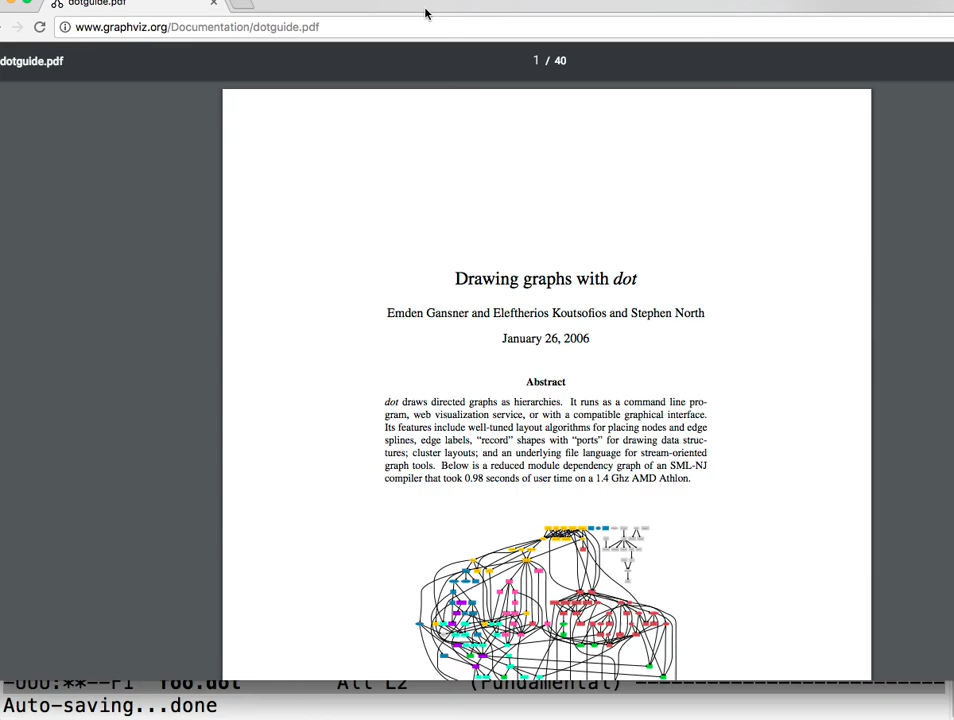 dotguide.pdf
www.graphviz.org/Documentation/dotguide.pdf
dotguide.pdf
1 / 40
Drawing graphs with dot
Emden Gansner and Eleftherios Koutsofios and Stephen North
January 26, 2006
Abstract
dot draws directed graphs as hierarchies. It runs as a command line pro-
gram, web visualization service, or with a compatible graphical interface.
Its features include well-tuned layout algorithms for placing nodes and edge
splines, edge labels, “record” shapes with “ports” for drawing data struc-
tures; cluster layouts; and an underlying file language for stream-oriented
graph tools. Below is a reduced module dependency graph of an SML-NJ
compiler that took 0.98 seconds of user time on a 1.4 Ghz AMD Athlon.
-UUU:**--F1 foo.dot All L2 (Fundamental) --------------------------
Auto-saving...done